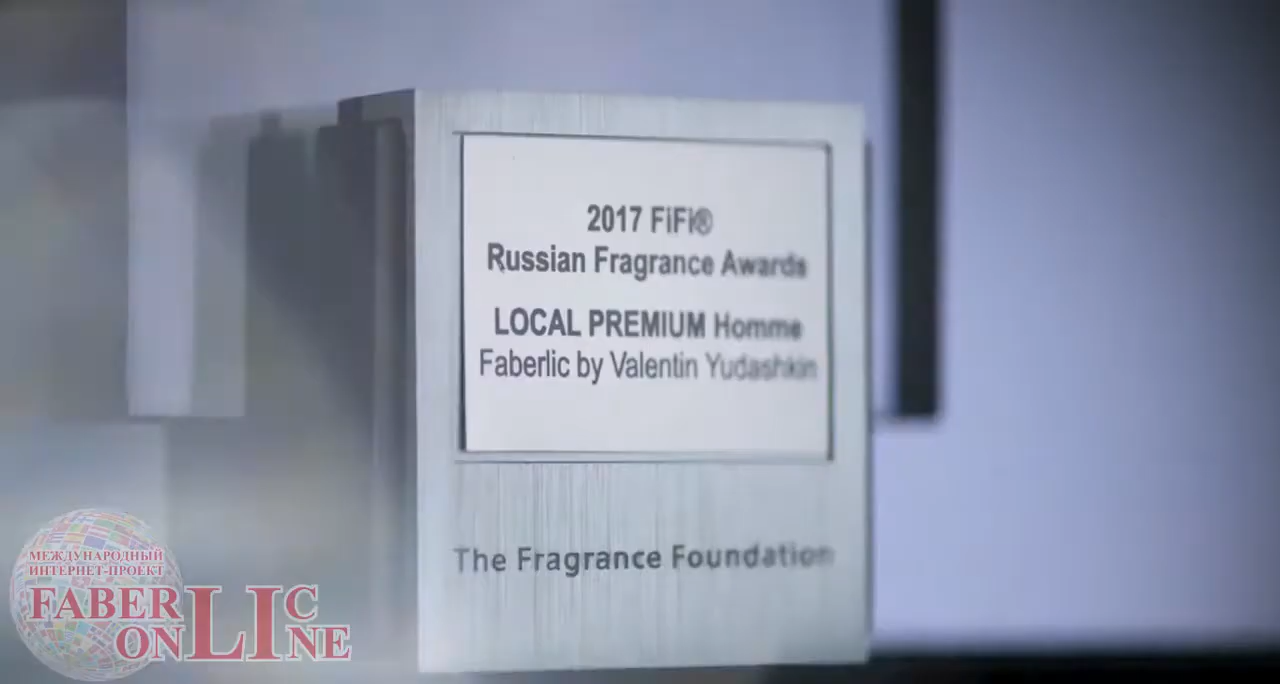 2017 FiFi®
Russian Fragrance Awards
LOCAL PREMIUM Homme
Faberlic by Valentin Yudashkin
The Fragrance Foundation
МЕЖДУНАРОДНЫЙ
ИНТЕРНЕТ-ПРОЕКТ
FABERLIC
ONLINE